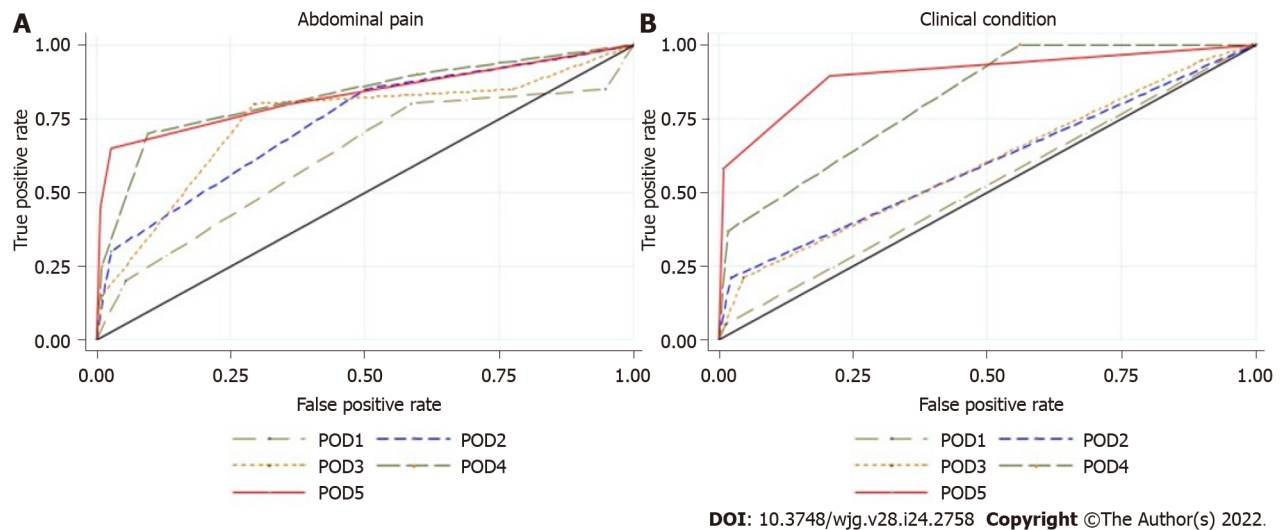 A
Abdominal pain
True positive rate
1.00
0.75
0.50
0.25
0.00
0.00 0.25 0.50 0.75 1.00
False positive rate
POD1 POD2
POD3 POD4
POD5
B
Clinical condition
True positive rate
1.00
0.75
0.50
0.25
0.00
0.00 0.25 0.50 0.75 1.00
False positive rate
POD1 POD2
POD3 POD4
POD5
DOI: 10.3748/wjg.v28.i24.2758 Copyright ©The Author(s) 2022.